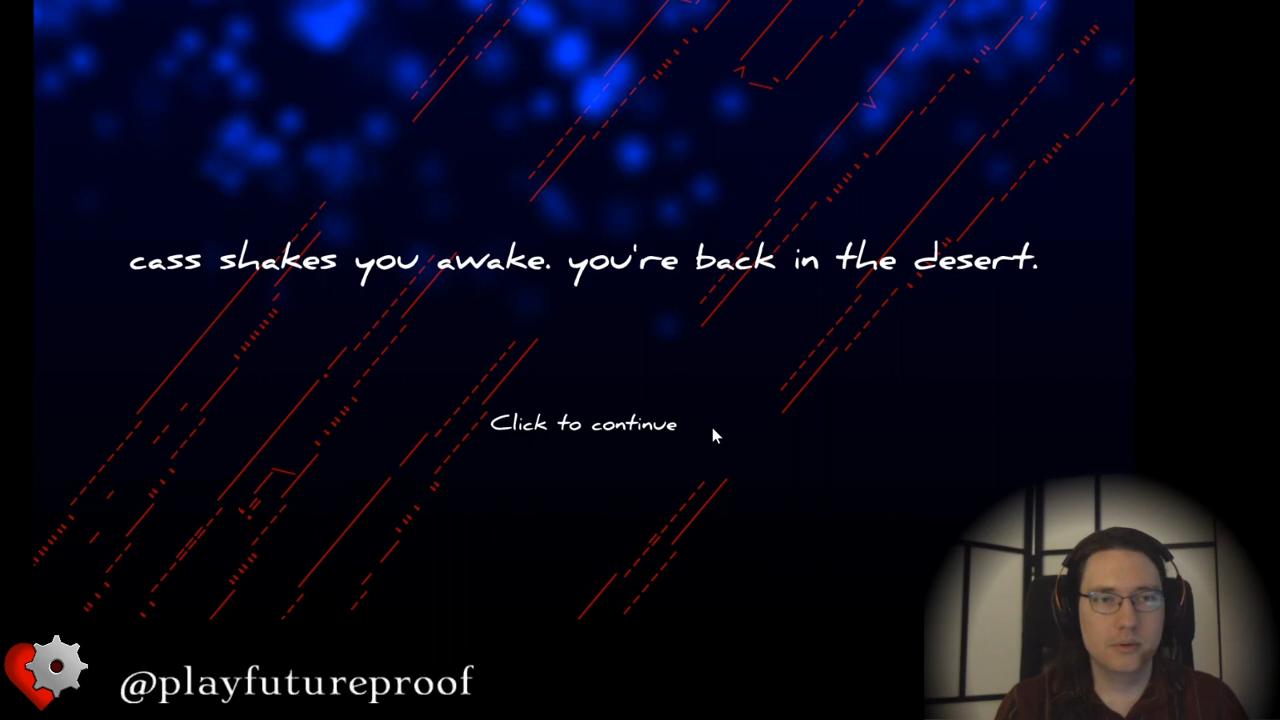 cass shakes you awake. you're back in the desert.
Click to continue
@playfutureproof